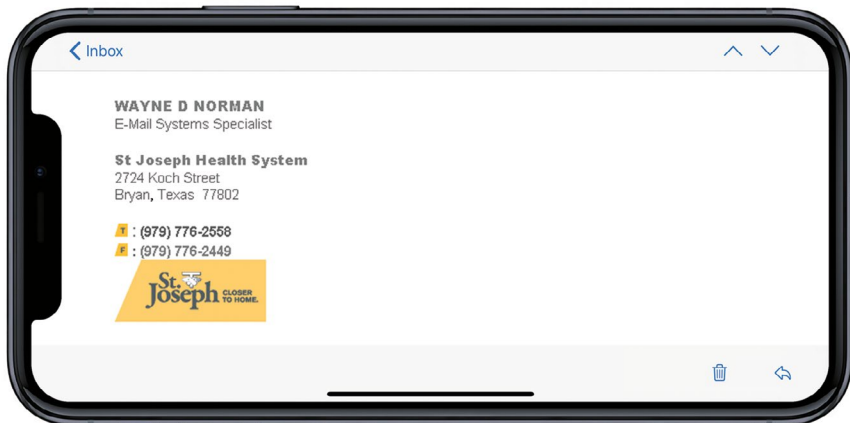 Inbox
WAYNE D NORMAN
E-Mail Systems Specialist
St Joseph Health System
2724 Koch Street
Bryan, Texas 77802
T : (979) 776-2558
F : (979) 776-2449
St.
Joseph CLOSER
TO HOME.